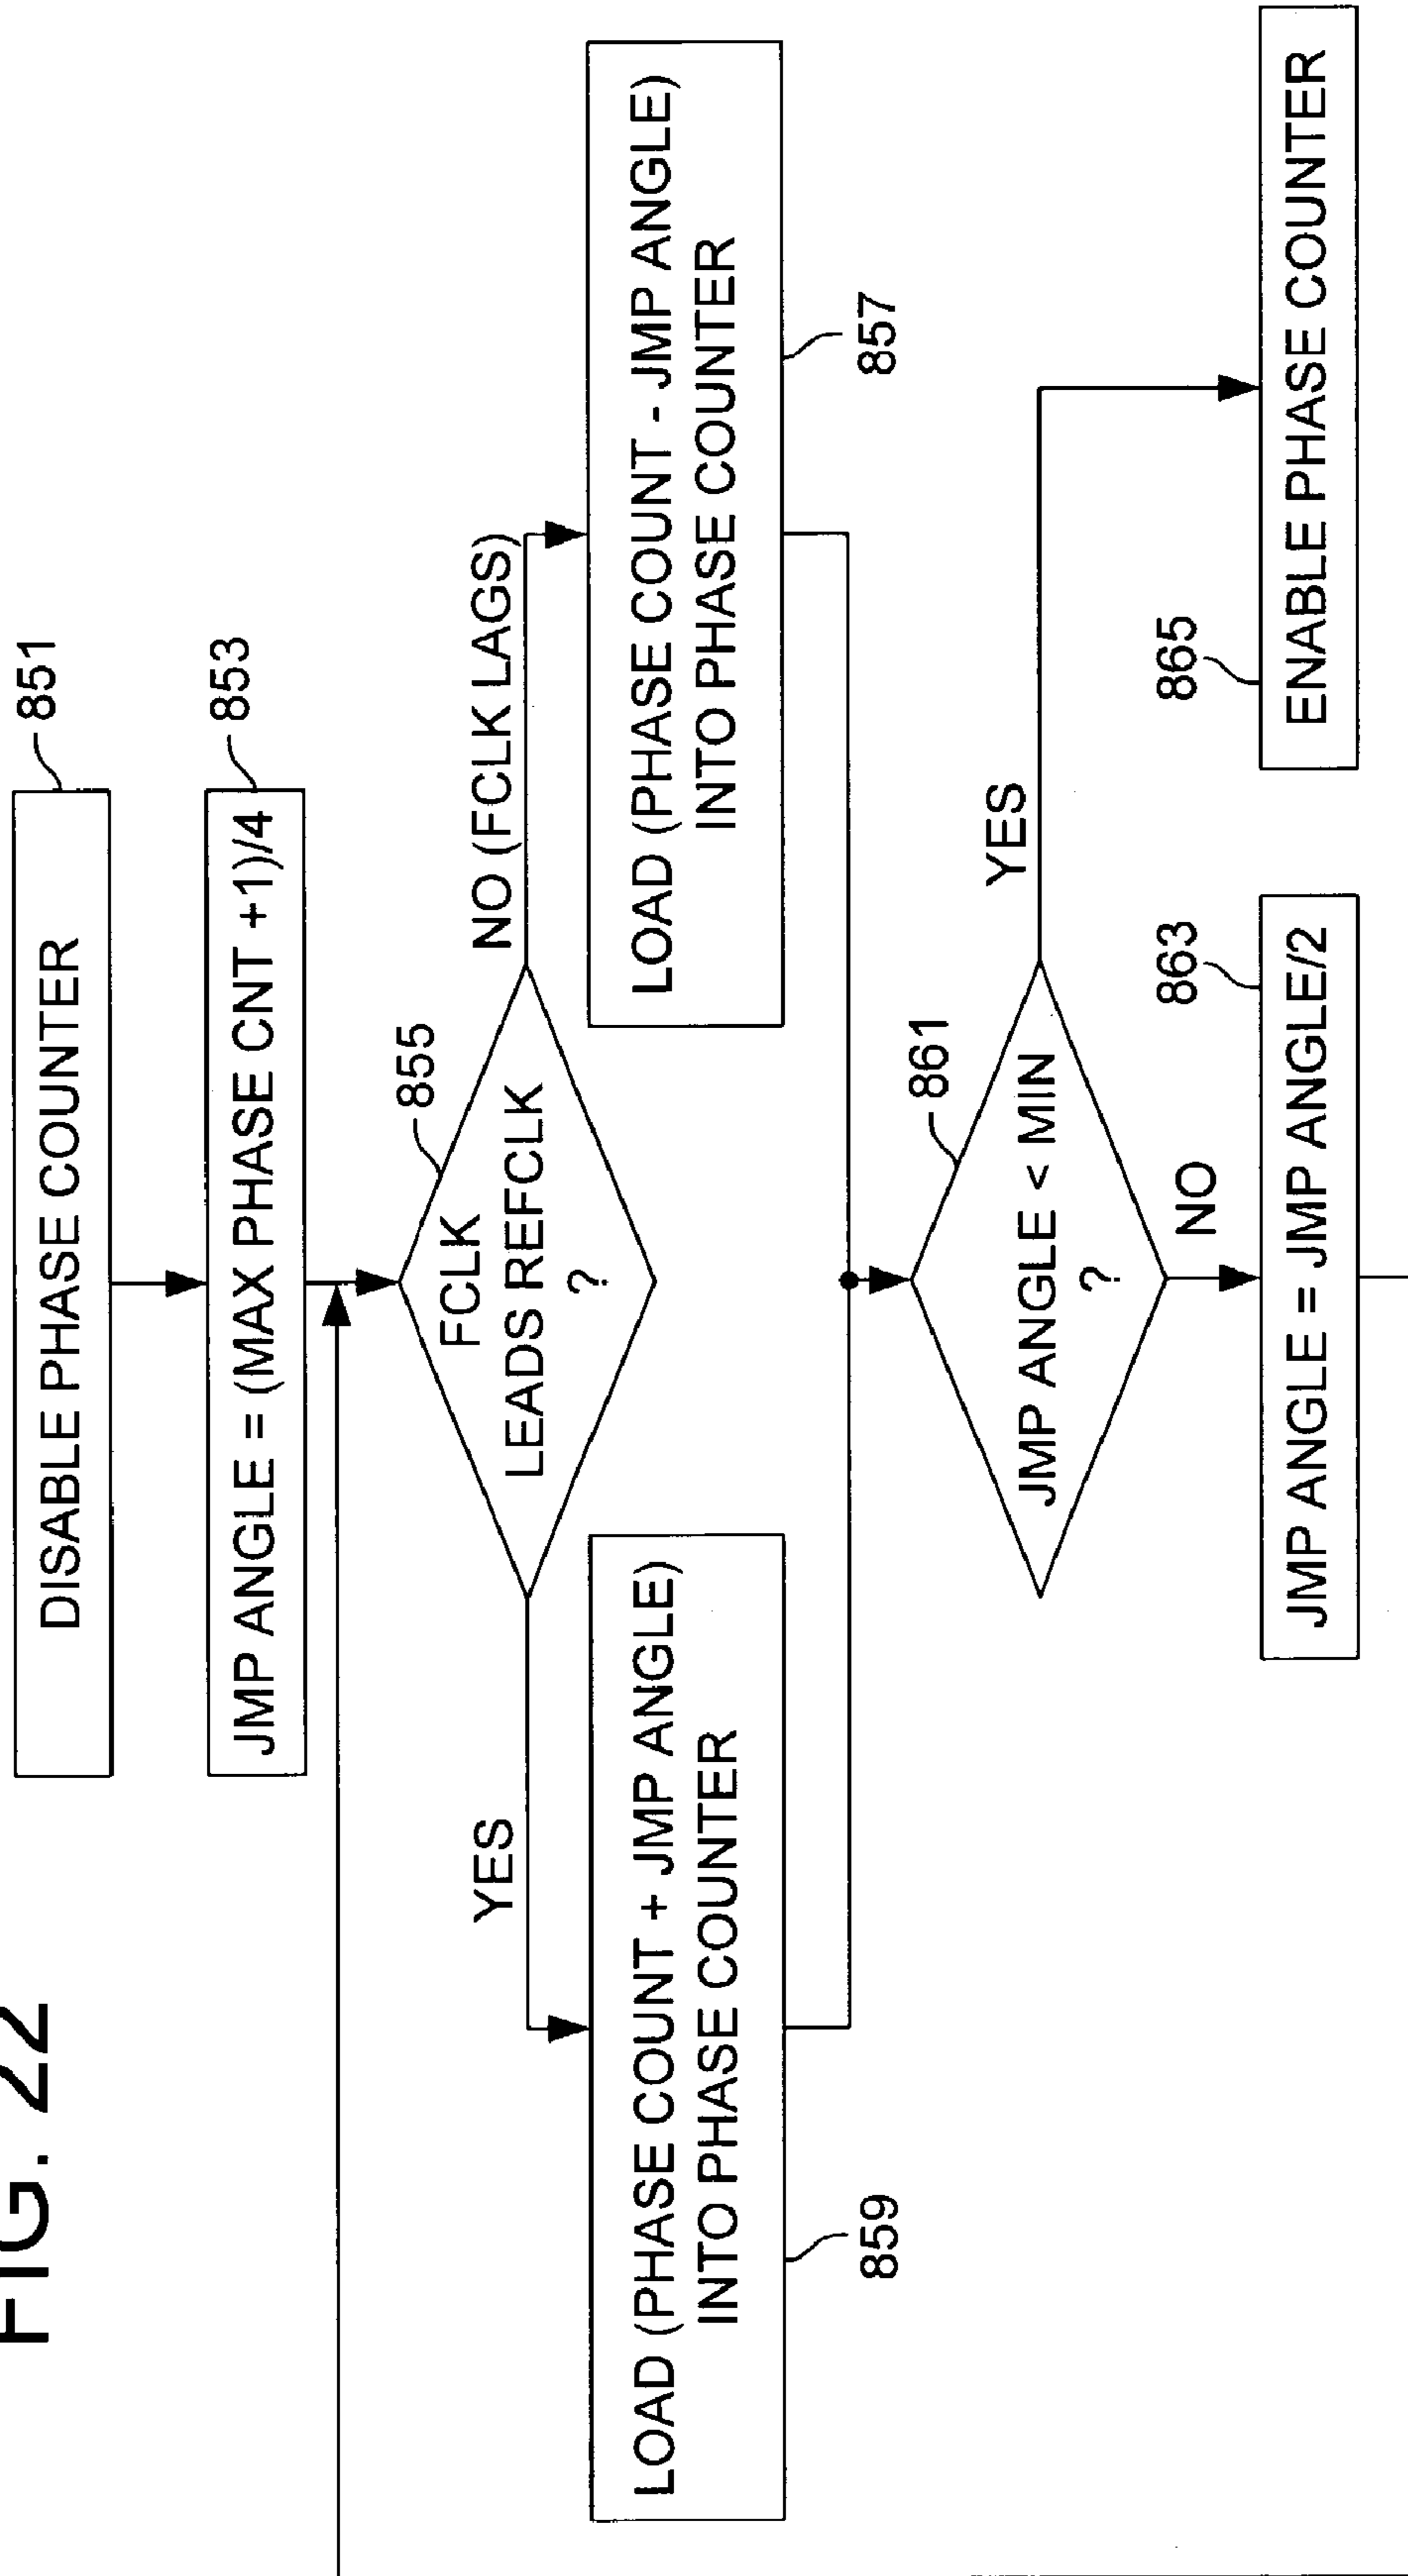 FIG. 22
DISABLE PHASE COUNTER
851
JMP ANGLE = (MAX PHASE CNT +1)/4
853
FCLK
LEADS REFCLK
?
855
YES
NO (FCLK LAGS)
LOAD (PHASE COUNT + JMP ANGLE)
INTO PHASE COUNTER
859
LOAD (PHASE COUNT - JMP ANGLE)
INTO PHASE COUNTER
857
JMP ANGLE < MIN
?
861
YES
NO
JMP ANGLE = JMP ANGLE/2
863
ENABLE PHASE COUNTER
865